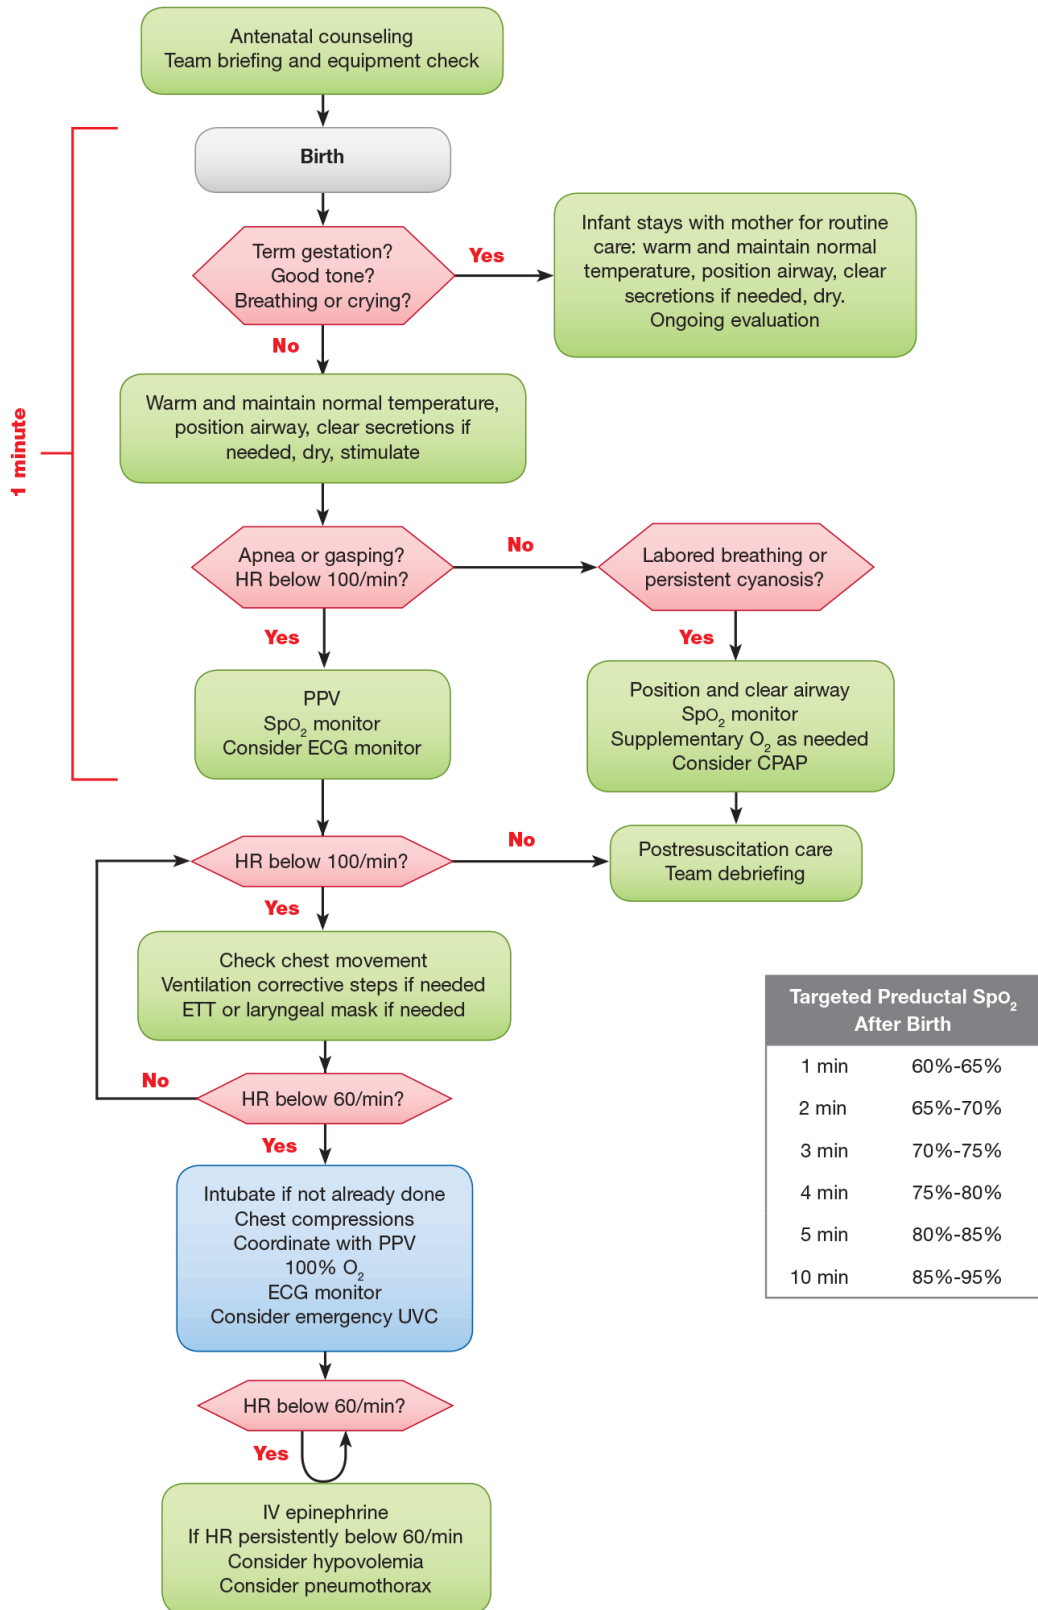 Antenatal counseling
Team briefing and equipment check
Birth
1 minute
Term gestation?
Good tone?
Breathing or crying?
Yes
Infant stays with mother for routine
care: warm and maintain normal
temperature, position airway, clear
secretions if needed, dry.
Ongoing evaluation
No
Warm and maintain normal temperature,
position airway, clear secretions if
needed, dry, stimulate
Apnea or gasping?
HR below 100/min?
No
Labored breathing or
persistent cyanosis?
Yes
Yes
PPV
SpO₂ monitor
Consider ECG monitor
Position and clear airway
SpO₂ monitor
Supplementary O₂ as needed
Consider CPAP
HR below 100/min?
No
Postresuscitation care
Team debriefing
Yes
Check chest movement
Ventilation corrective steps if needed
ETT or laryngeal mask if needed
No
HR below 60/min?
Yes
Intubate if not already done
Chest compressions
Coordinate with PPV
100% O₂
ECG monitor
Consider emergency UVC
HR below 60/min?
Yes
IV epinephrine
If HR persistently below 60/min
Consider hypovolemia
Consider pneumothorax
Targeted Preductal SpO₂
After Birth
1 min 60%-65%
2 min 65%-70%
3 min 70%-75%
4 min 75%-80%
5 min 80%-85%
10 min 85%-95%